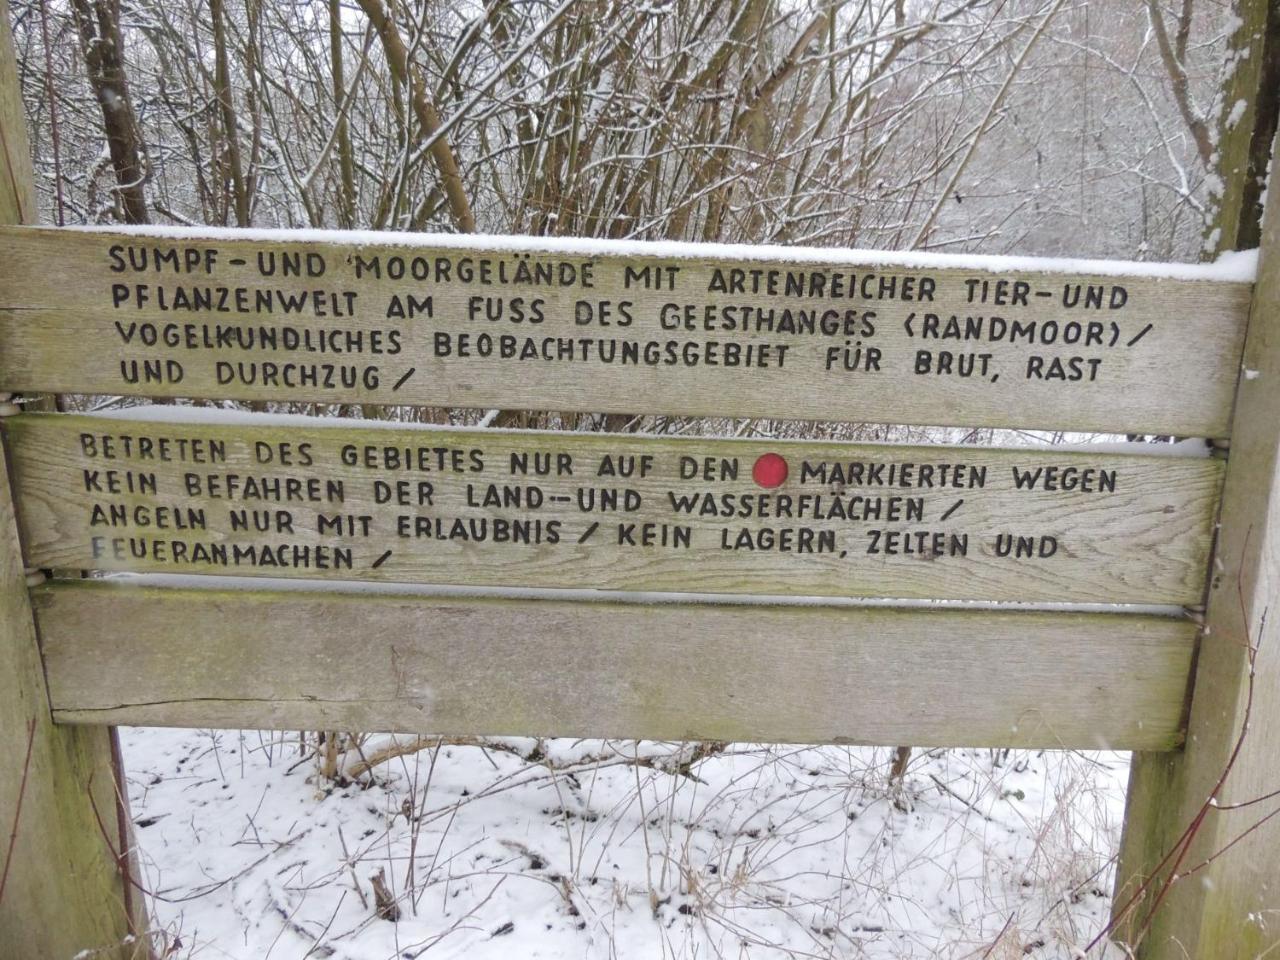 SUMPF-UND MOORGELÄNDE MIT ARTENREICHER TIER-UND
PFLANZENWELT AM FUSS DES GEESTHANGES (RANDMOOR)/
VOGELKUNDLICHES BEOBACHTUNGSGEBIET FÜR BRUT, RAST
UND DURCHZUG/
BETRETEN DES GEBIETES NUR AUF DEN MARKIERTEN WEGEN
KEIN BEFAHREN DER LAND--UND WASSERFLÄCHEN /
ANGELN NUR MIT ERLAUBNIS / KEIN LAGERN, ZELTEN UND
FEUERANMACHEN /